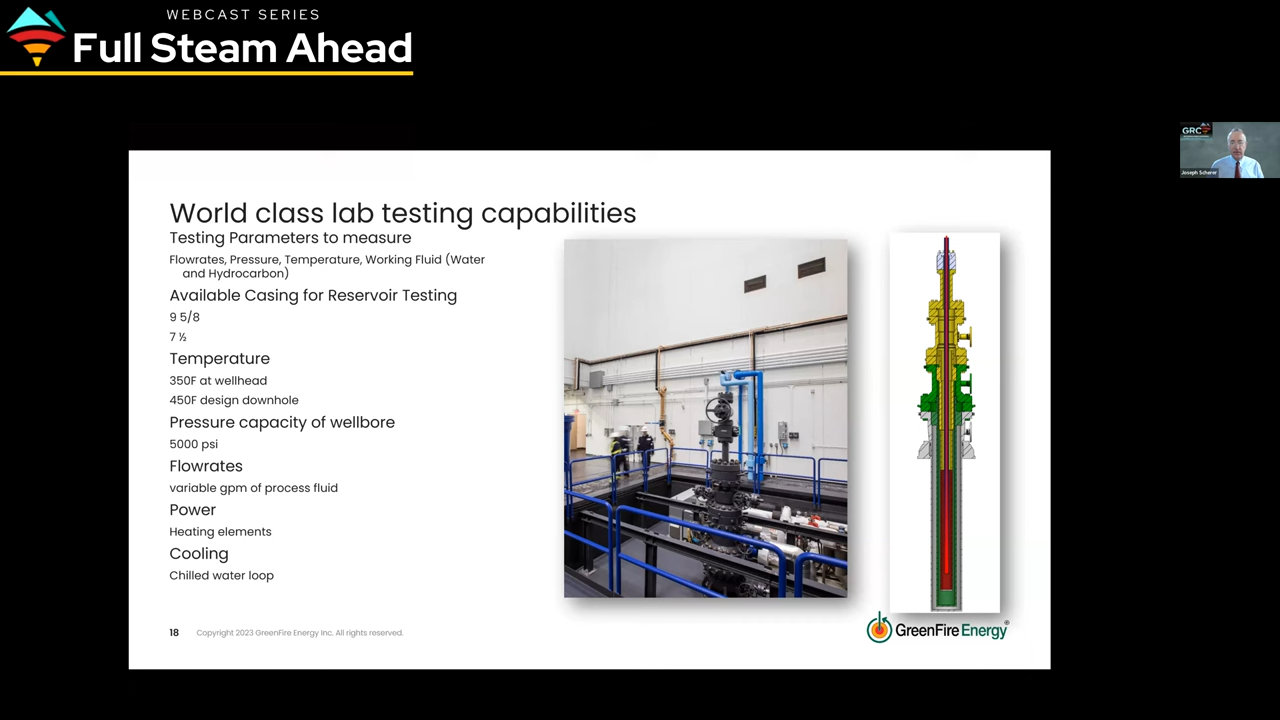 WEBCAST SERIES
Full Steam Ahead
GRC
Joseph Scherer
World class lab testing capabilities
Testing Parameters to measure
Flowrates, Pressure, Temperature, Working Fluid (Water
and Hydrocarbon)
Available Casing for Reservoir Testing
9 5/8
7 ½
Temperature
350F at wellhead
450F design downhole
Pressure capacity of wellbore
5000 psi
Flowrates
variable gpm of process fluid
Power
Heating elements
Cooling
Chilled water loop
18 Copyright 2023 GreenFire Energy Inc. All rights reserved.
GreenFire Energy®